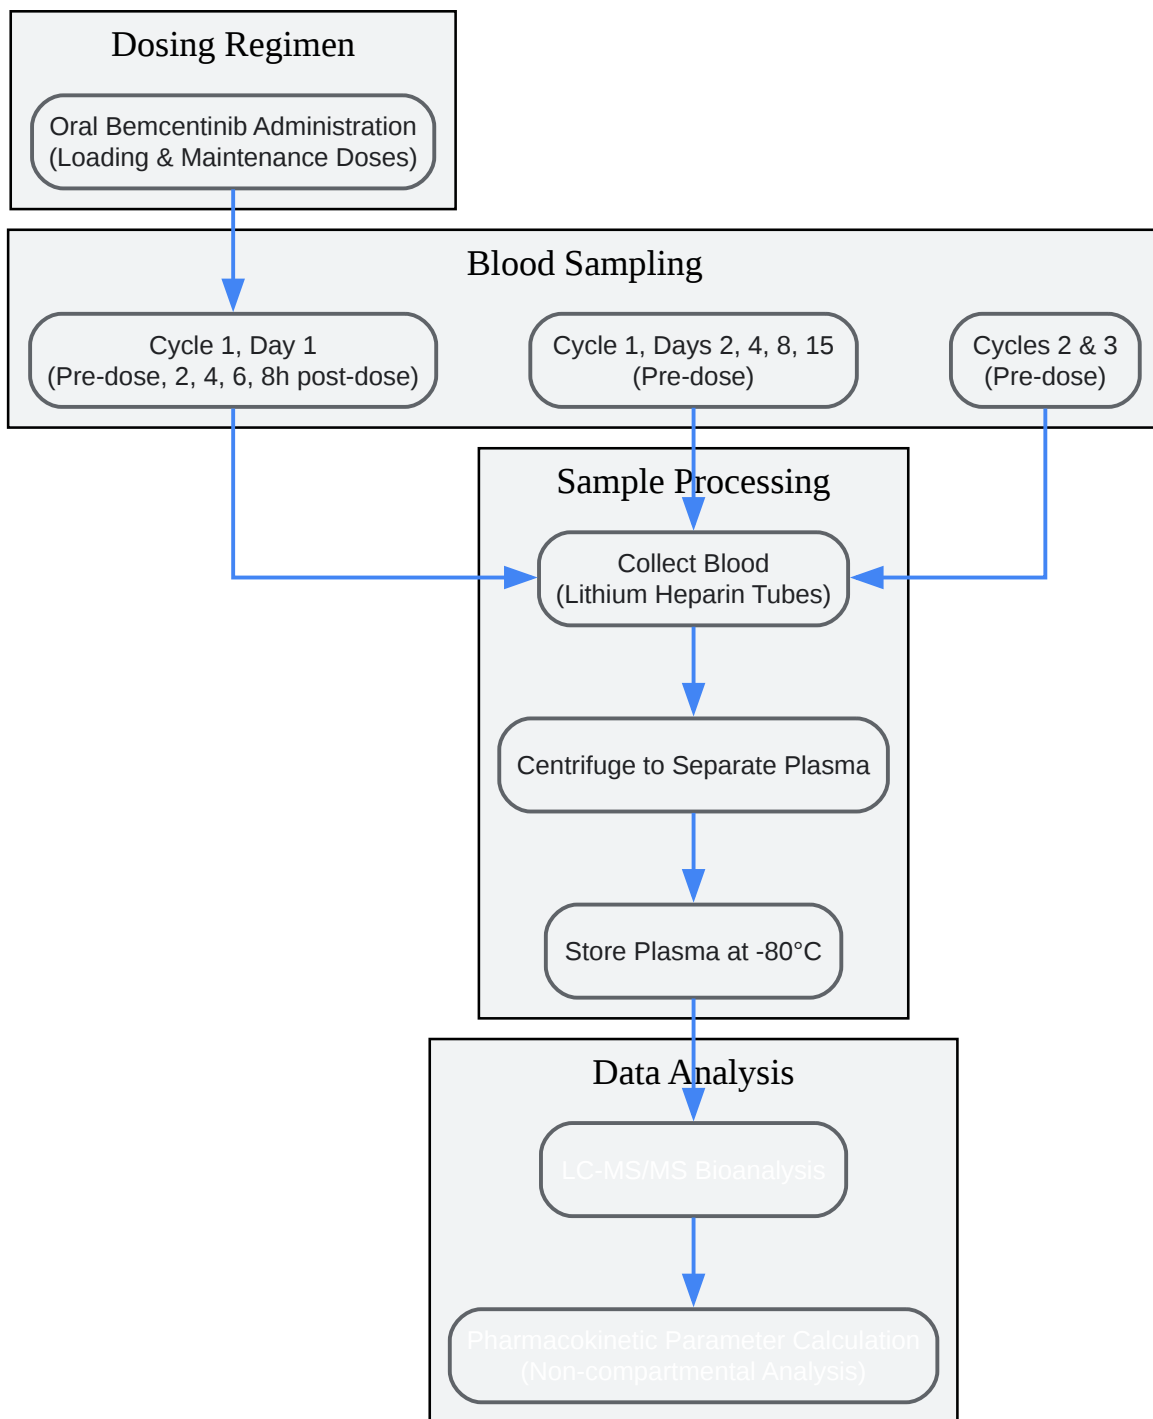 Dosing Regimen
Oral Bemcentinib Administration
(Loading & Maintenance Doses)
Blood Sampling
Cycle 1, Day 1
(Pre-dose, 2, 4, 6, 8h post-dose)
Cycle 1, Days 2, 4, 8, 15
(Pre-dose)
Cycles 2 & 3
(Pre-dose)
Sample Processing
Collect Blood
(Lithium Heparin Tubes)
Centrifuge to Separate Plasma
Store Plasma at -80°C
Data Analysis
LC-MS/MS Bioanalysis
Pharmacokinetic Parameter Calculation
(Non-compartmental Analysis)